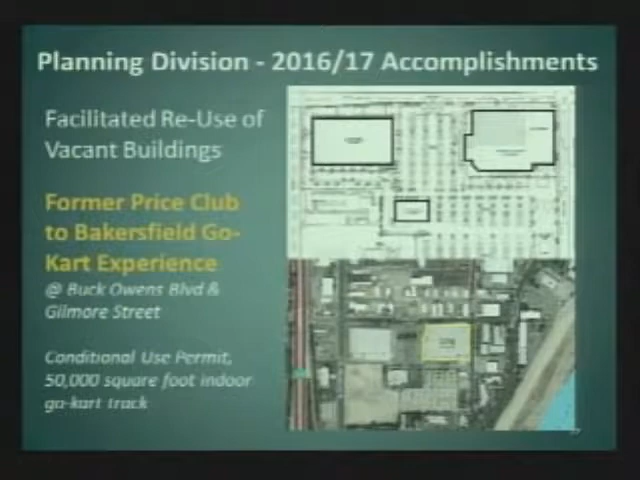 Planning Division - 2016/17 Accomplishments
Facilitated Re-Use of
Vacant Buildings
Former Price Club
to Bakersfield Go-
Kart Experience
@ Buck Owens Blvd &
Gilmore Street
Conditional Use Permit,
50,000 square foot indoor
go-kart track